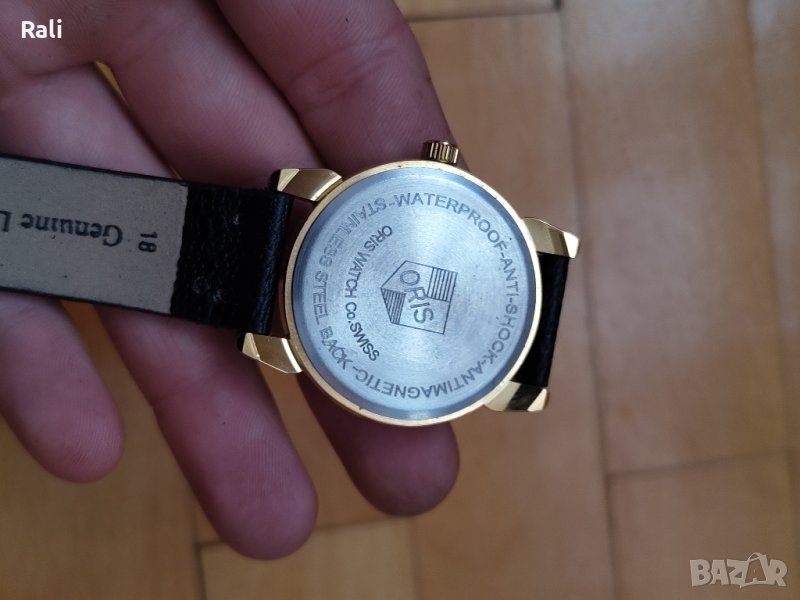 Rali
18
Genuine L
STAINLESS STEEL BACK-WATERPROOF-ANTI-SHOCK-ANTIMAGNETIC-
ORIS WATCH Co.SWISS
ORIS
BAZAR